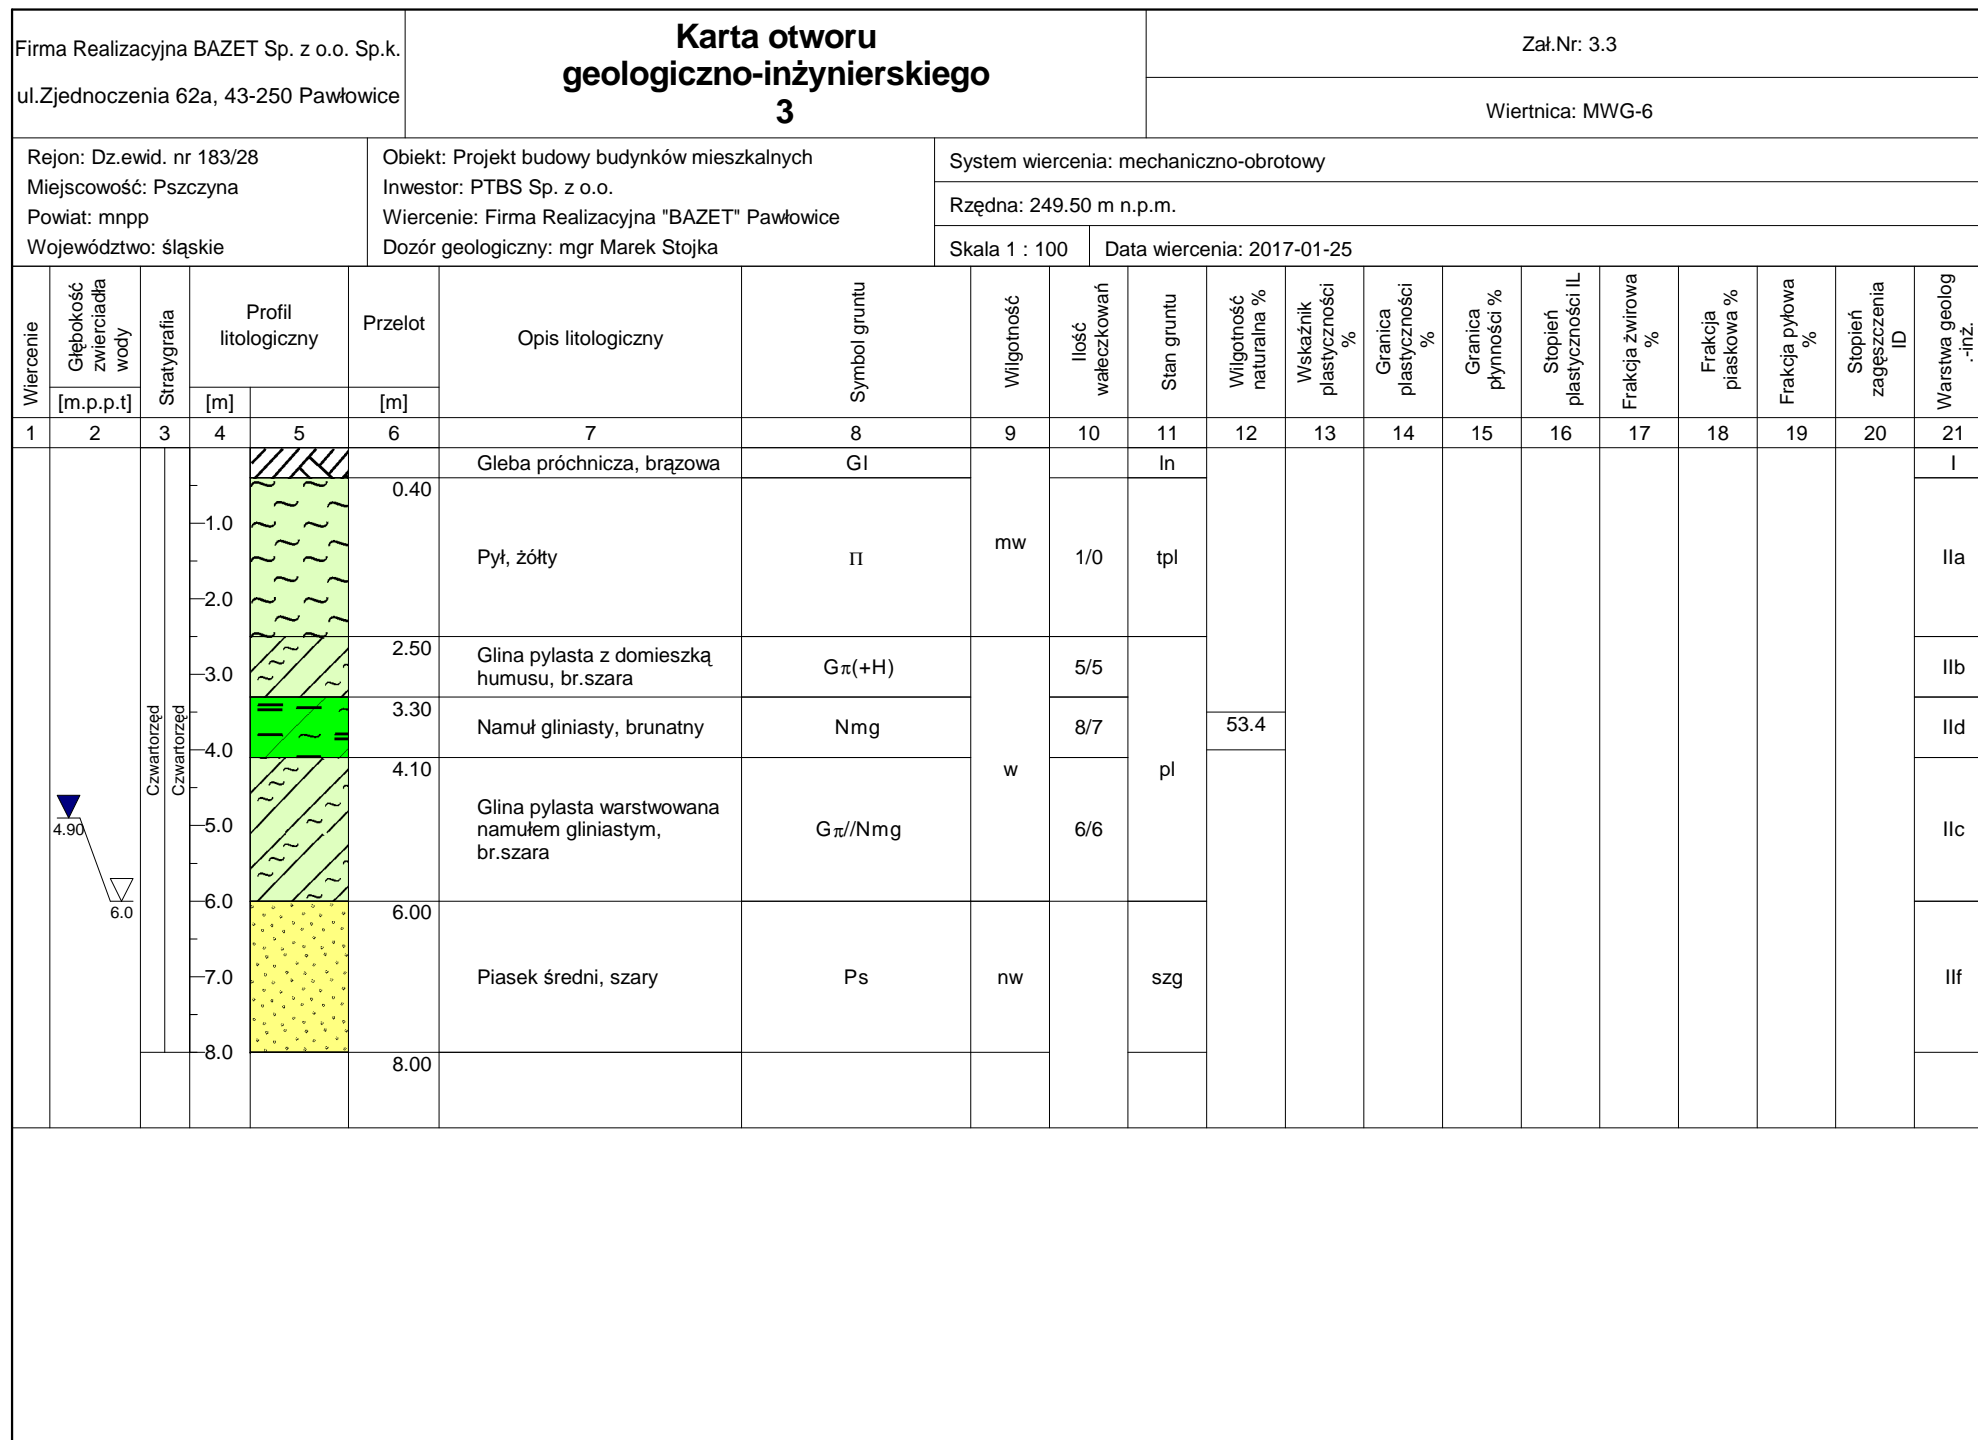 Firma Realizacyjna BAZET Sp. z o.o. Sp.k.
ul.Zjednoczenia 62a, 43-250 Pawłowice
Karta otworu
geologiczno-inżynierskiego
3
Zał.Nr: 3.3
Wiertnica: MWG-6
Rejon: Dz.ewid. nr 183/28
Miejscowość: Pszczyna
Powiat: mnpp
Województwo: śląskie
Obiekt: Projekt budowy budynków mieszkalnych
Inwestor: PTBS Sp. z o.o.
Wiercenie: Firma Realizacyjna "BAZET" Pawłowice
Dozór geologiczny: mgr Marek Stojka
System wiercenia: mechaniczno-obrotowy
Rzędna: 249.50 m n.p.m.
Skala 1 : 100
Data wiercenia: 2017-01-25
Wiercenie
Głębokość
zwierciadła
wody
[m.p.p.t]
Stratygrafia
Profil
litologiczny
[m]
Przelot
[m]
Opis litologiczny
Symbol gruntu
Wilgotność
Ilość
wałeczkowań
Stan gruntu
Wilgotność
naturalna %
Wskaźnik
plastyczności
%
Granica
plastyczności
%
Granica
płynności %
Stopień
plastyczności IL
Frakcja żwirowa
%
Frakcja
piaskowa %
Frakcja pyłowa
%
Stopień
zagęszczenia
ID
Warstwa geolog
.-inż.
1 2 3 4 5 6 7 8 9 10 11 12 13 14 15 16 17 18 19 20 21
Gleba próchnicza, brązowa Gl ln I
0.40
1.0
mw
Pył, żółty Π 1/0 tpl IIa
2.0
2.50
Glina pylasta z domieszką
humusu, br.szara
Gπ(+H) 5/5 IIb
3.0
3.30
Namuł gliniasty, brunatny Nmg 8/7 53.4 IId
4.0
Czwartorzęd
Czwartorzęd
4.10
w pl
Glina pylasta warstwowana
namułem gliniastym,
br.szara
Gπ//Nmg 6/6 IIc
4.90
5.0
6.0
6.0
6.00
7.0
Piasek średni, szary Ps nw szg IIf
8.0
8.00